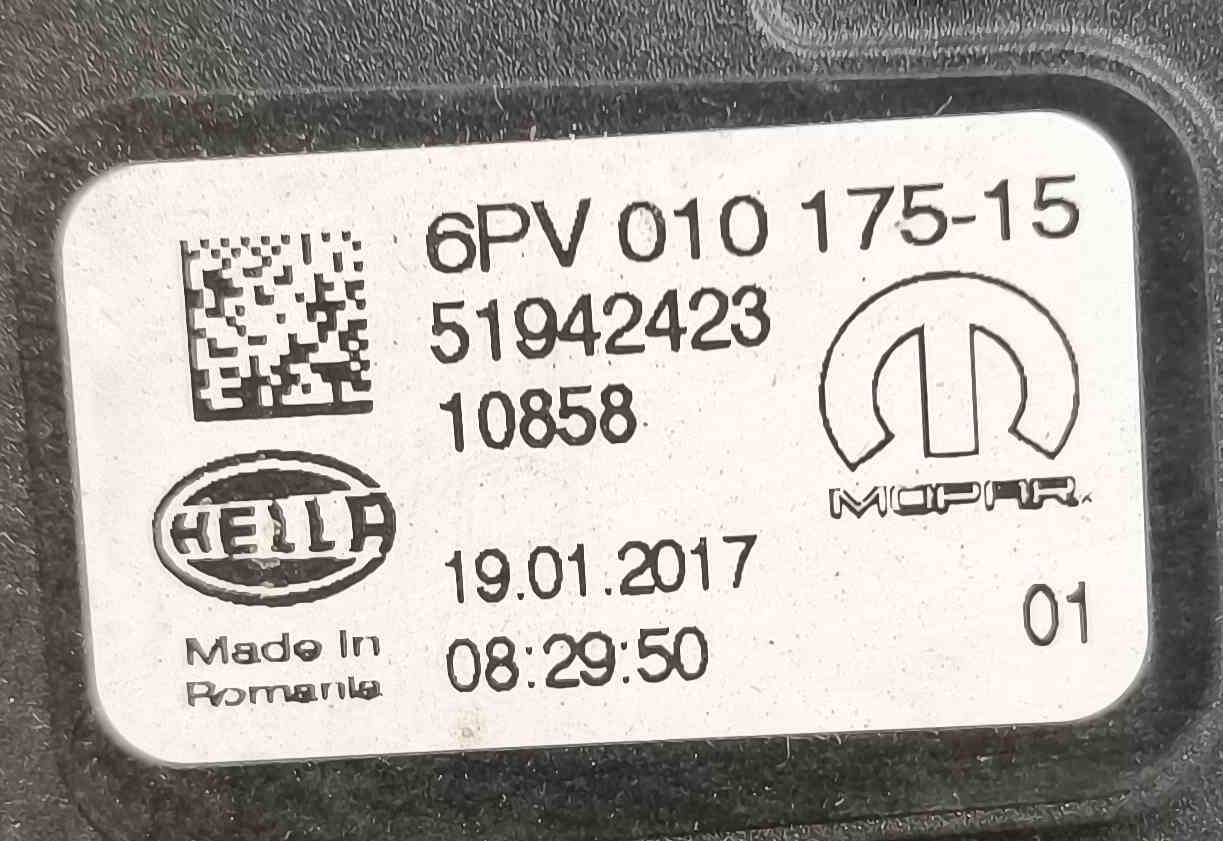 6PV 010 175-15
51942423
10858
HELLA
MOPAR
19.01.2017
01
Made In
08:29:50
Romania